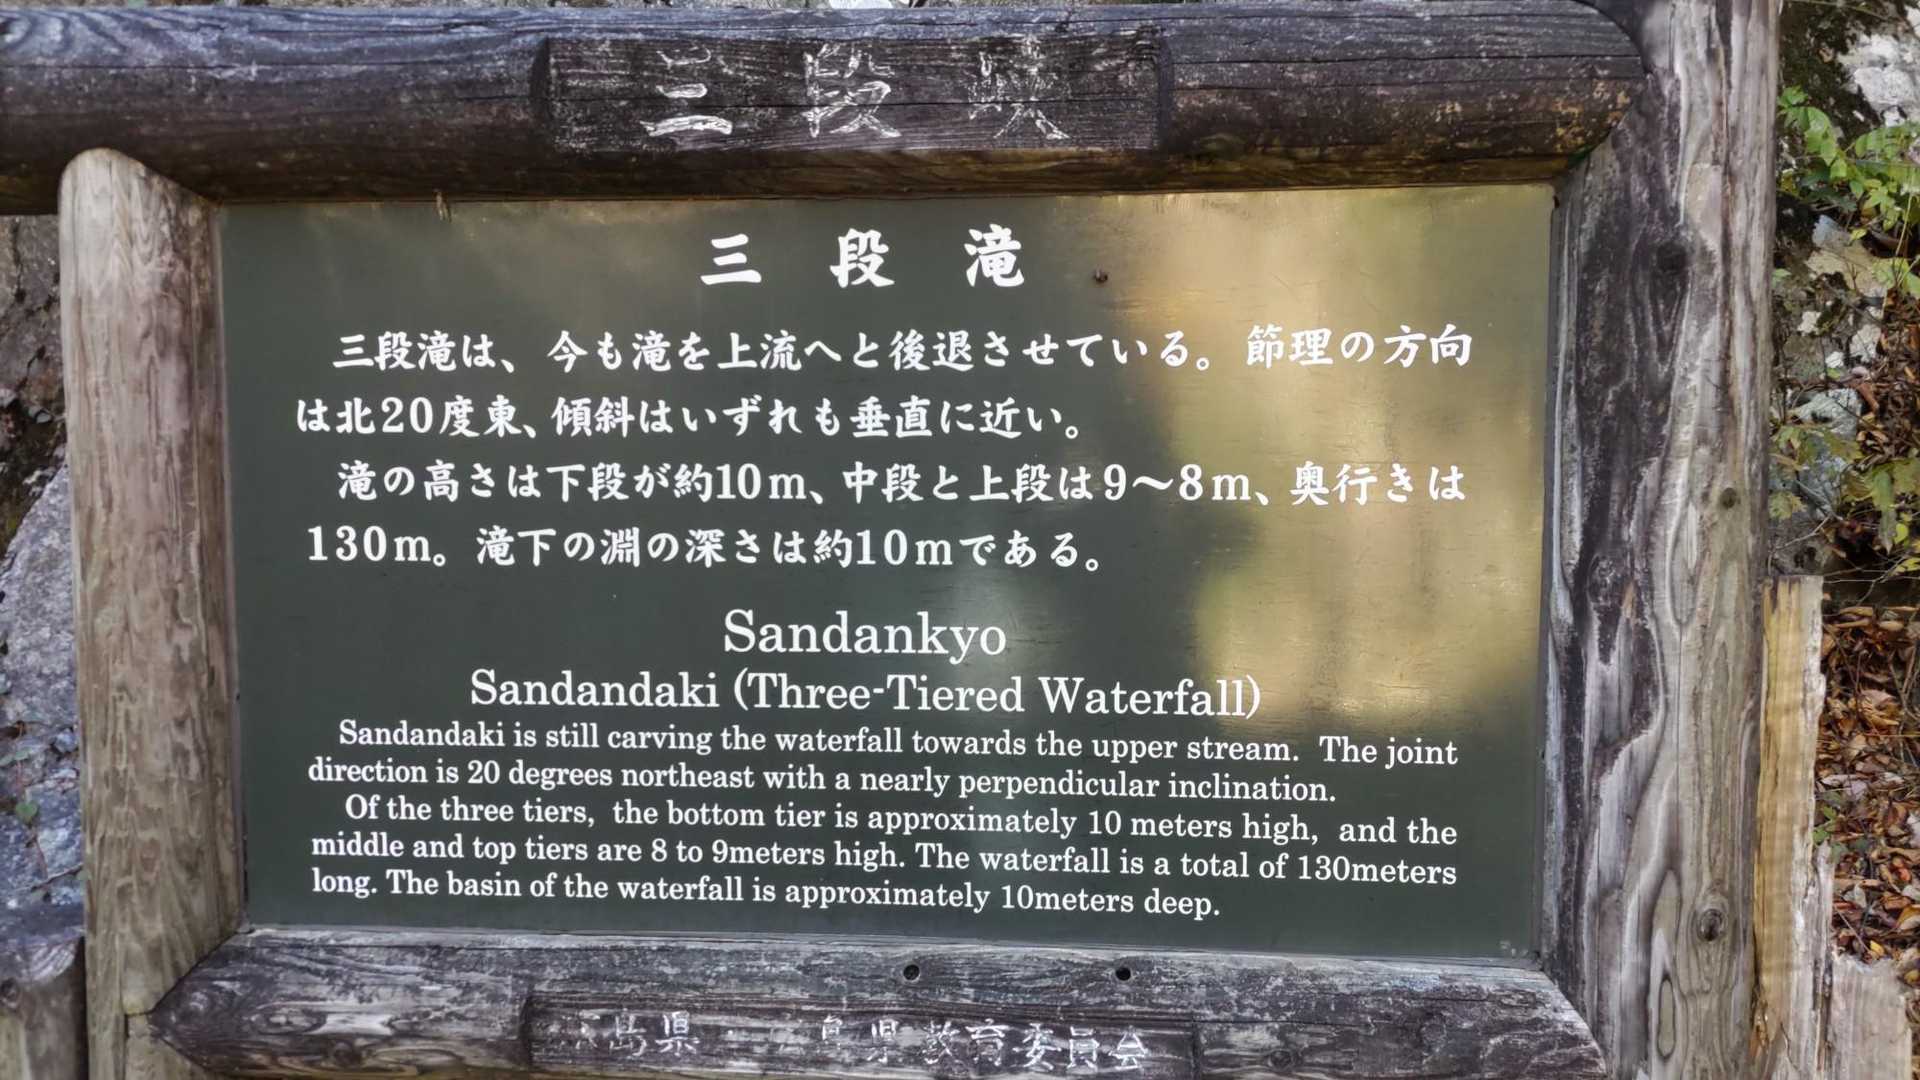 三段峡
三段滝
三段滝は、今も滝を上流へと後退させている。節理の方向
は北20度東、傾斜はいずれも垂直に近い。
滝の高さは下段が約10m、中段と上段は9〜8m、奥行きは
130m。滝下の淵の深さは約10mである。
Sandankyo
Sandandaki (Three-Tiered Waterfall)
Sandandaki is still carving the waterfall towards the upper stream. The joint
direction is 20 degrees northeast with a nearly perpendicular inclination.
Of the three tiers, the bottom tier is approximately 10 meters high, and the
middle and top tiers are 8 to 9meters high. The waterfall is a total of 130meters
long. The basin of the waterfall is approximately 10meters deep.
島県 島県教育委員会